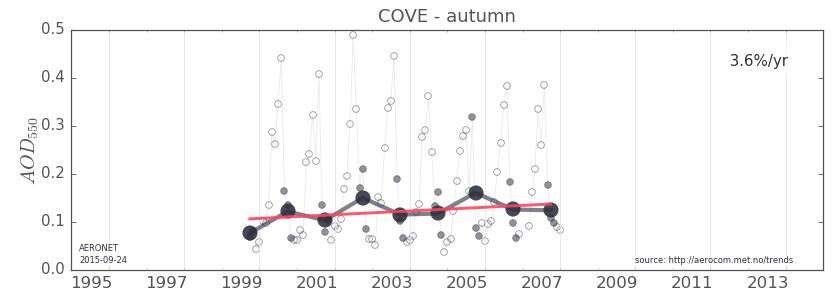 COVE - autumn
0.5
3.6%/yr
0.4
0.3
0.2
0.1
0.0
AOD550
AERONET
2015-09-24
source: http://aerocom.met.no/trends
1995 1997 1999 2001 2003 2005 2007 2009 2011 2013